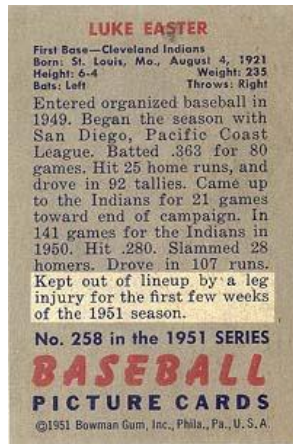 LUKE EASTER
First Base—Cleveland Indians
Born: St. Louis, Mo., August 4, 1921
Height: 6-4 Weight: 235
Bats: Left Throws: Right
Entered organized baseball in
1949. Began the season with
San Diego, Pacific Coast
League. Batted .363 for 80
games. Hit 25 home runs, and
drove in 92 tallies. Came up
to the Indians for 21 games
toward end of campaign. In
141 games for the Indians in
1950. Hit .280. Slammed 28
homers. Drove in 107 runs.
Kept out of lineup by a leg
injury for the first few weeks
of the 1951 season.
No. 258 in the 1951 SERIES
BASEBALL
PICTURE CARDS
©1951 Bowman Gum, Inc., Phila., Pa., U. S. A.